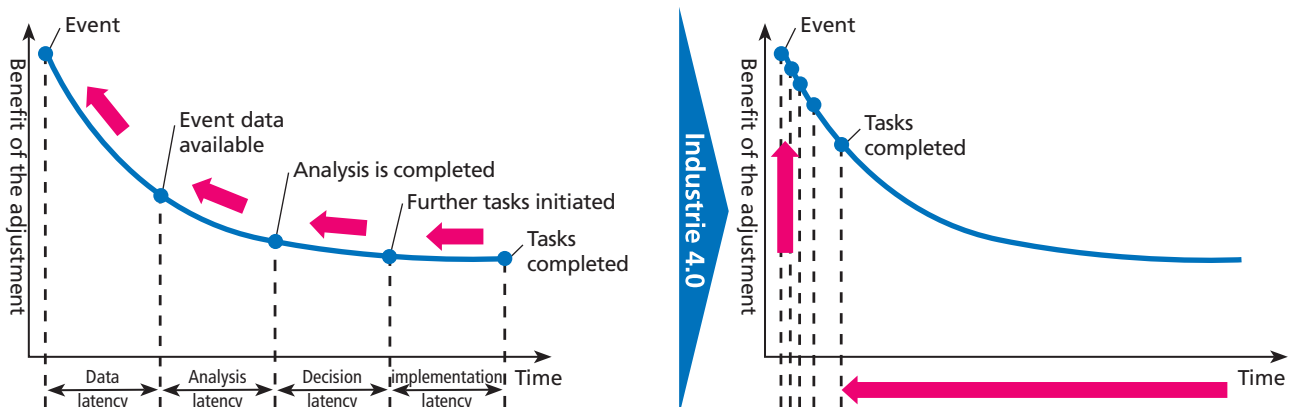 Event
Benefit of the adjustment
Event data
available
Analysis is completed
Further tasks initiated
Tasks
completed
Time
Data
latency
Analysis
latency
Decision
latency
implementation
latency
Industrie 4.0
Event
Benefit of the adjustment
Tasks
completed
Time